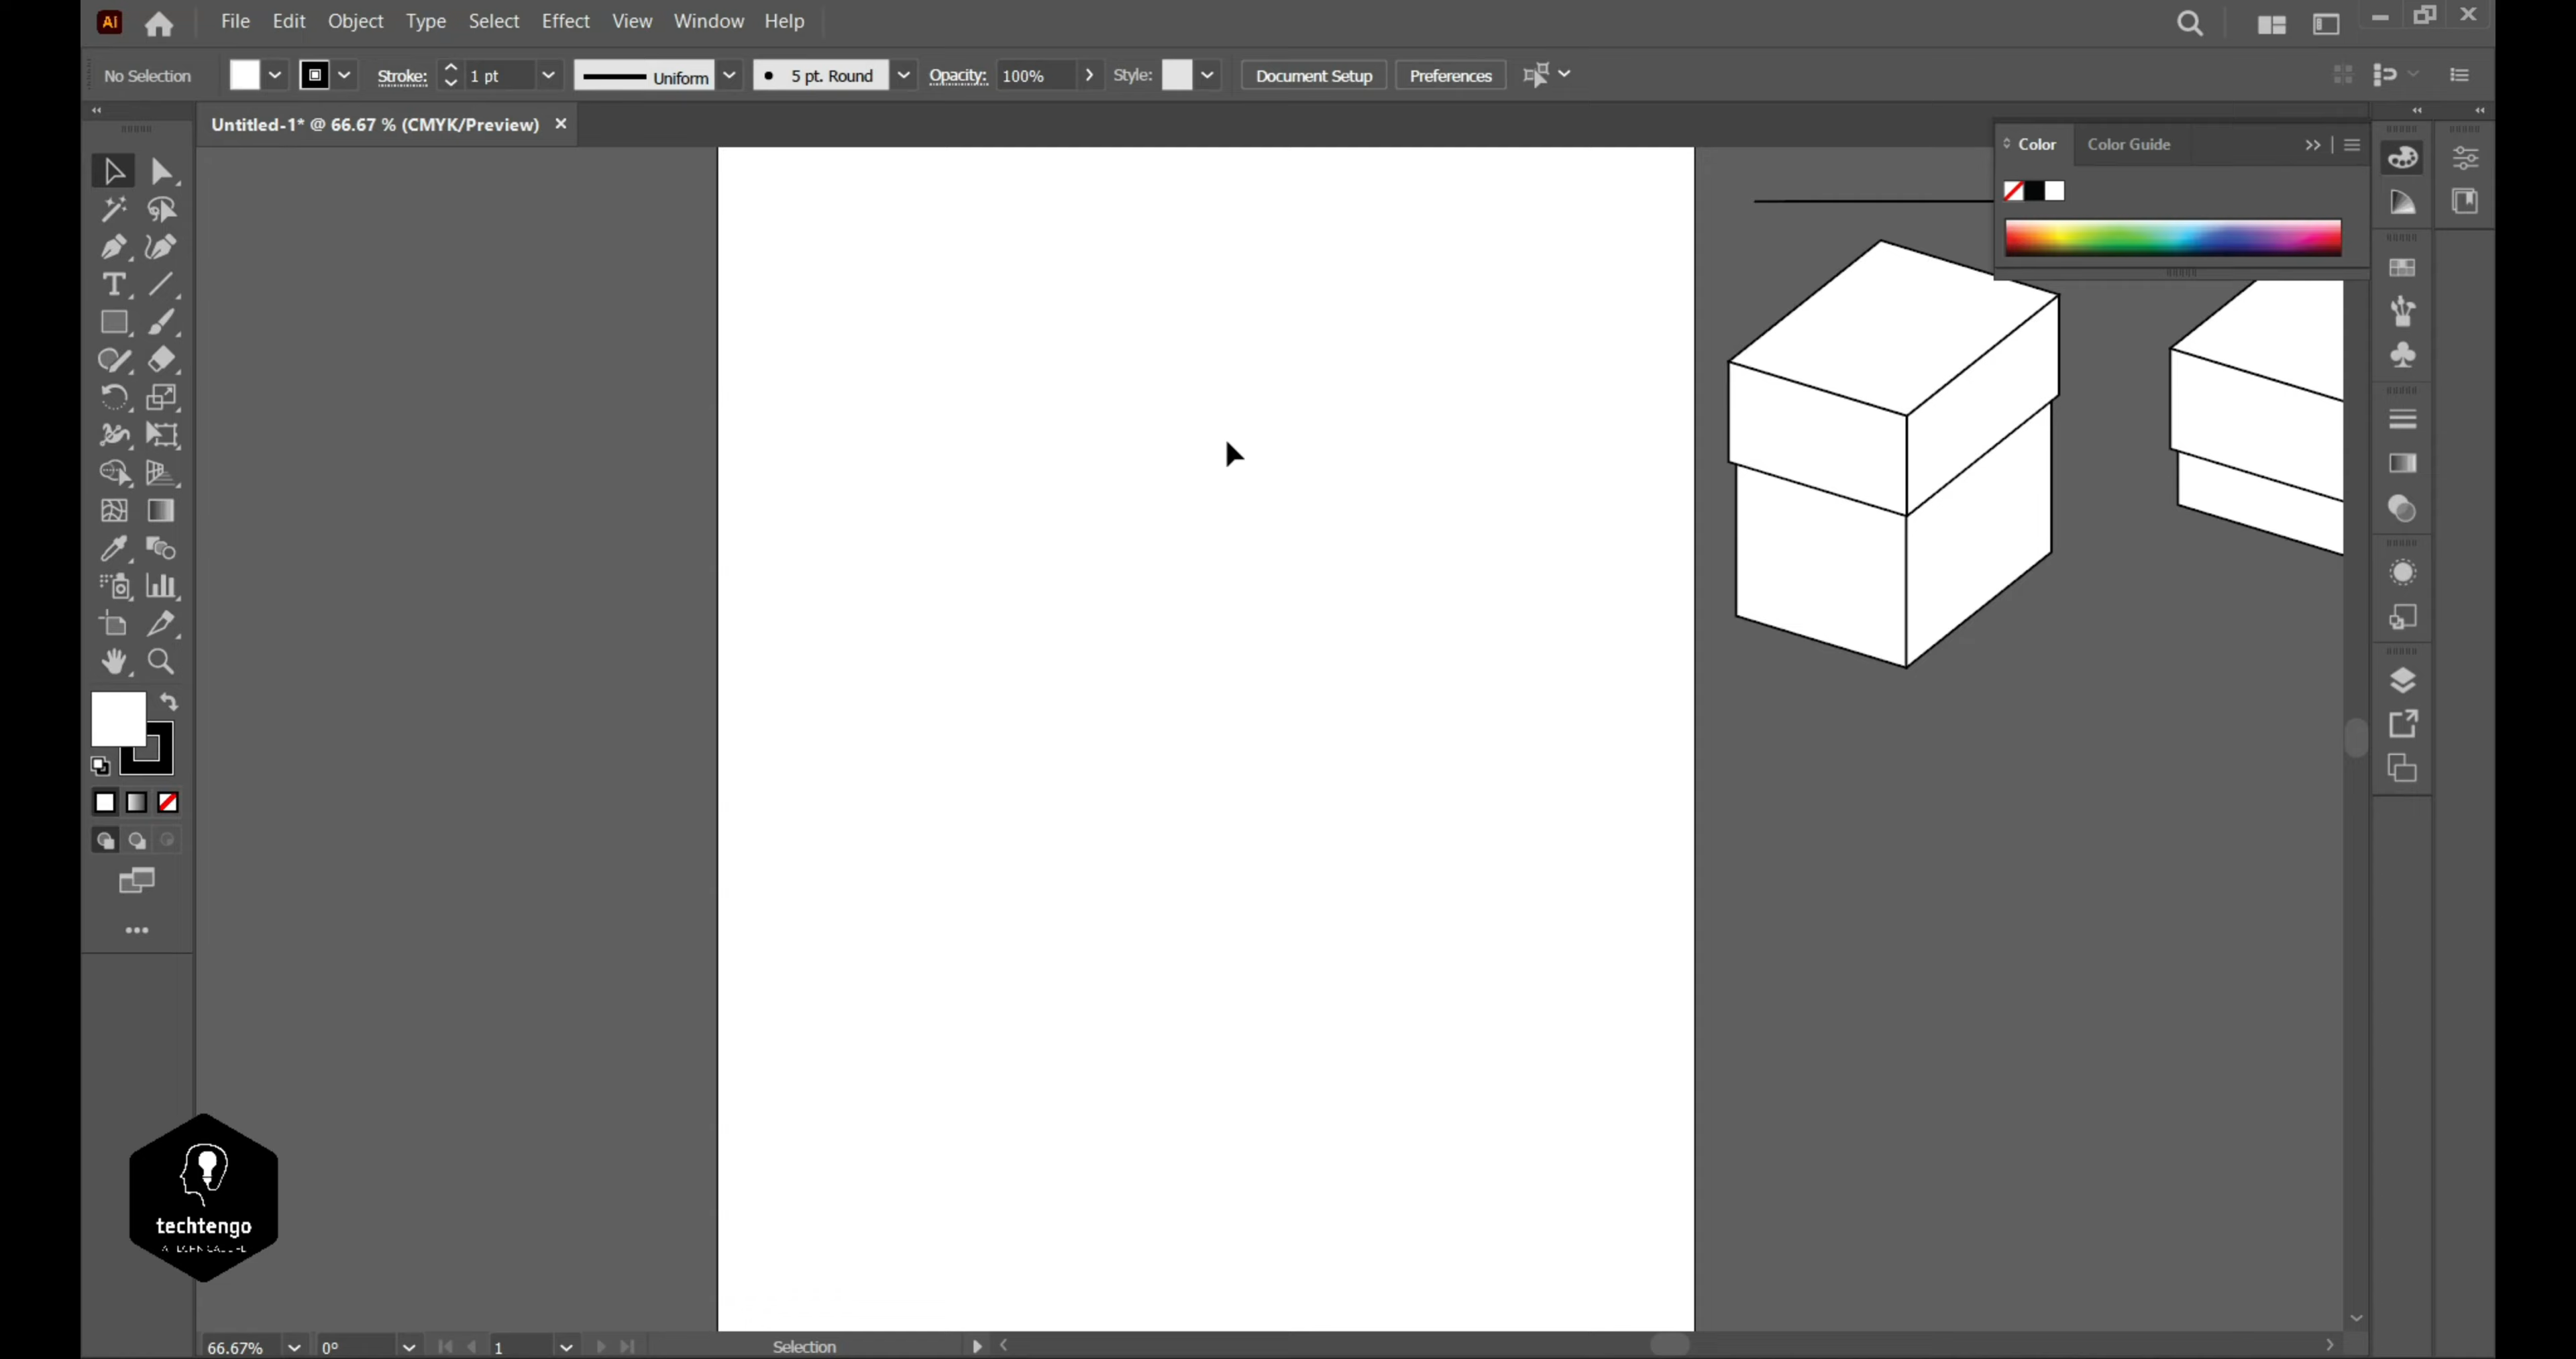 Ai File Edit Object Type Select Effect View Window Help
No Selection Stroke: 1 pt Uniform 5 pt. Round Opacity: 100% Style: Document Setup Preferences
Untitled-1* @ 66.67 % (CMYK/Preview)
Color Color Guide
techtengo
66.67% 0° 1 Selection